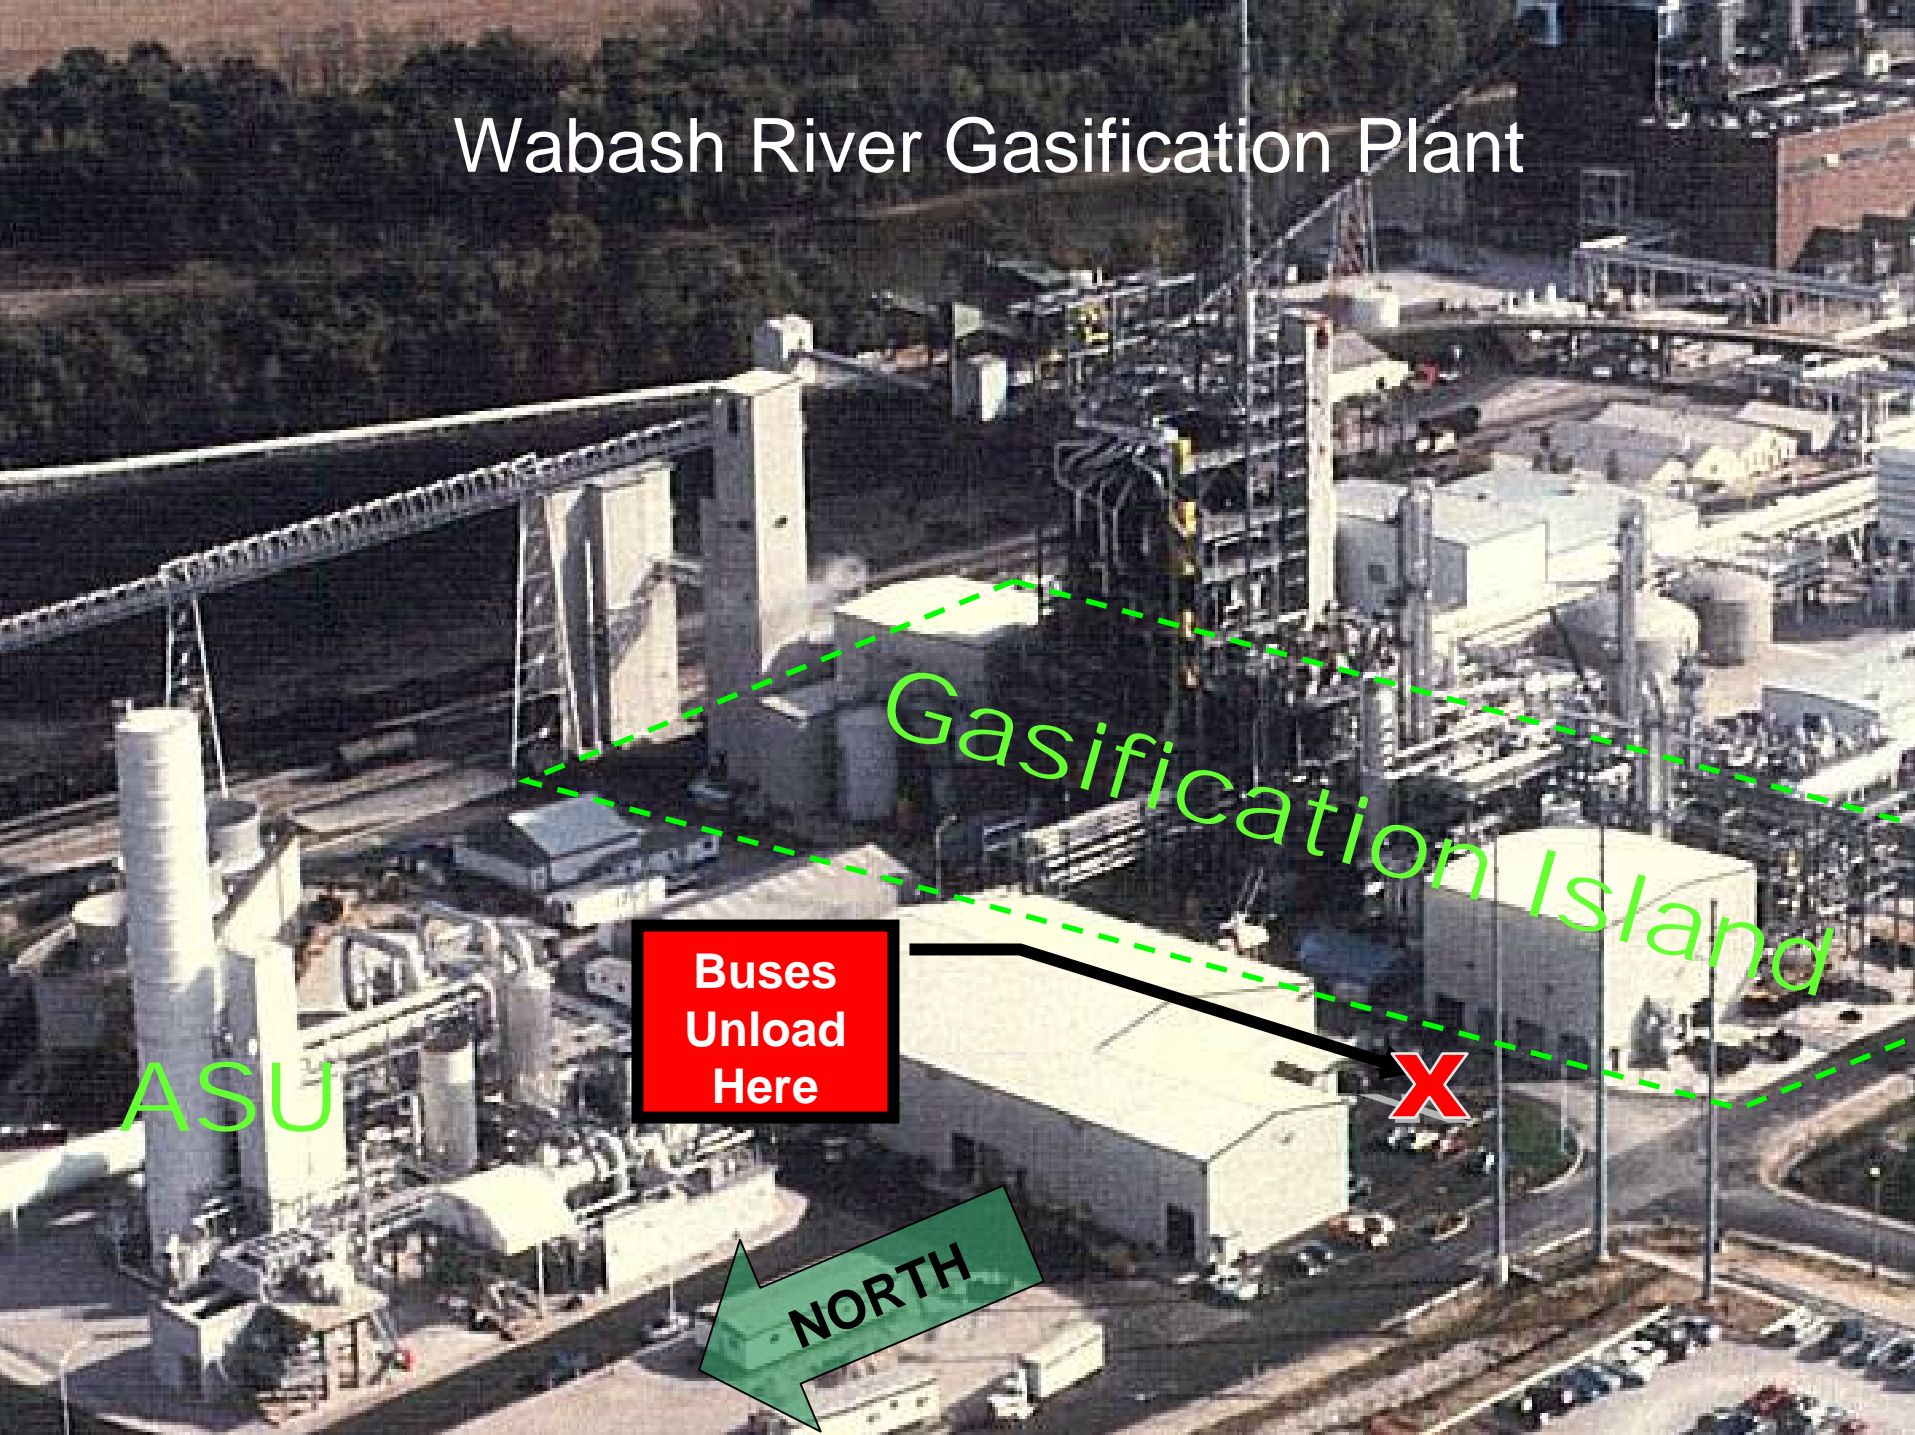 Wabash River Gasification Plant
Gasification Island
Buses
Unload
Here
X
ASU
NORTH